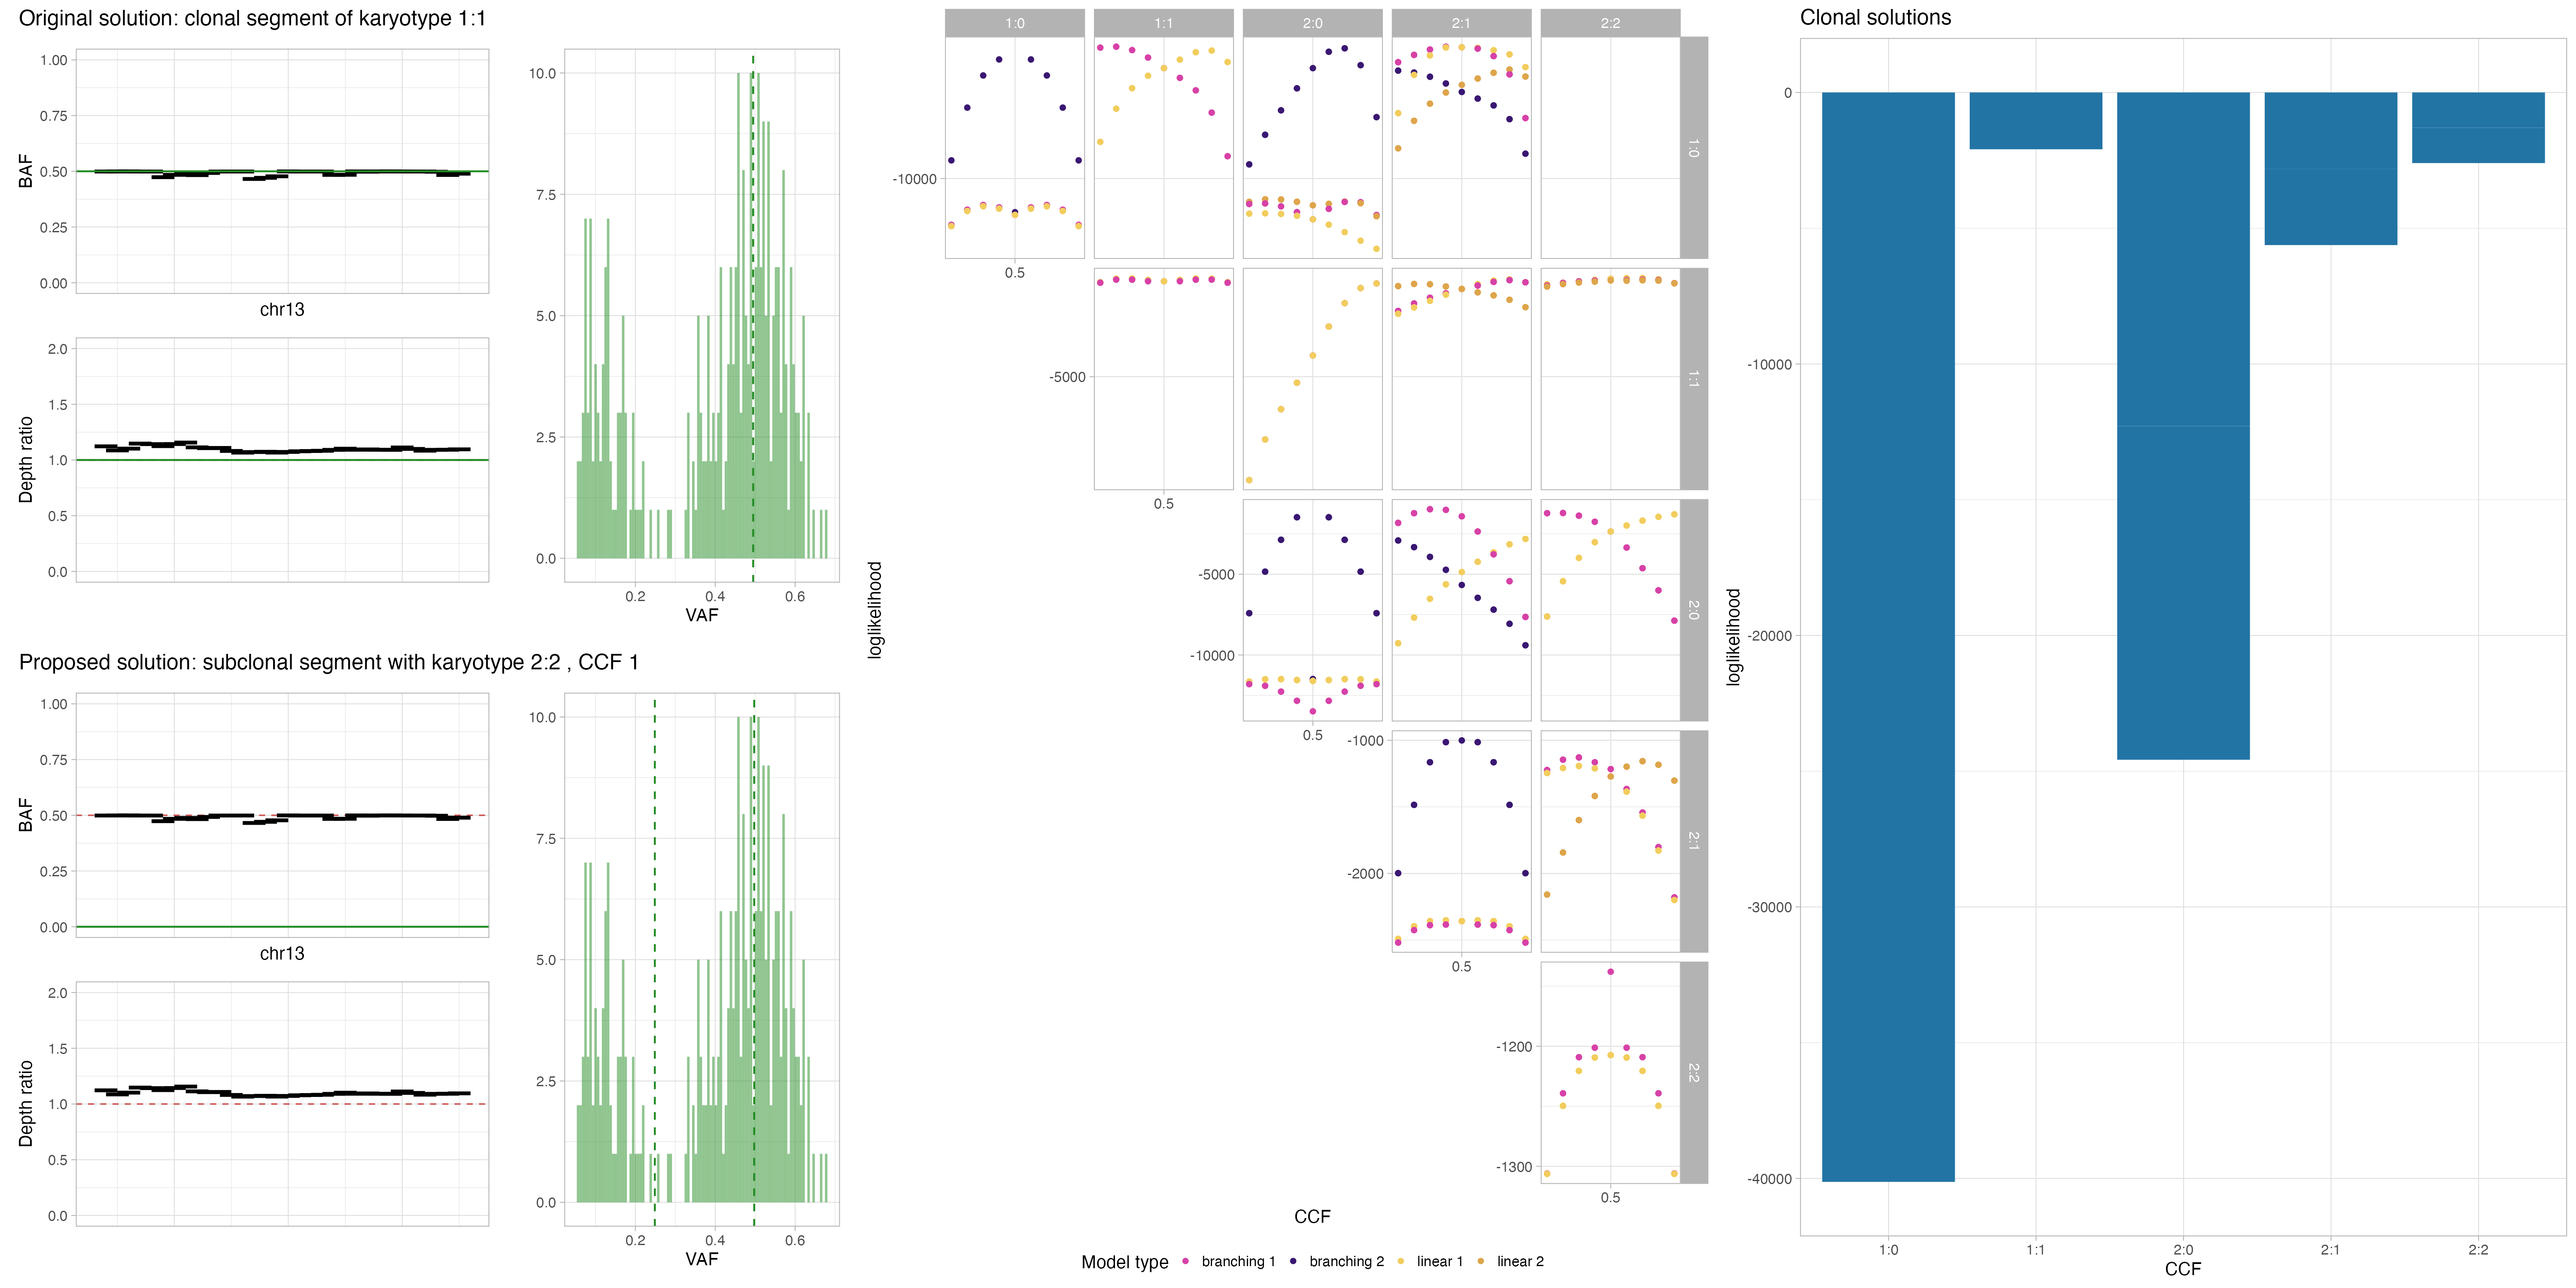 Original solution: clonal segment of karyotype 1:1
1.00
0.75
0.50
0.25
0.00
BAF
chr13
2.0
1.5
1.0
0.5
0.0
Depth ratio
10.0
7.5
5.0
2.5
0.0
0.2 0.4 0.6
VAF
Proposed solution: subclonal segment with karyotype 2:2 , CCF 1
1.00
0.75
0.50
0.25
0.00
BAF
chr13
2.0
1.5
1.0
0.5
0.0
Depth ratio
10.0
7.5
5.0
2.5
0.0
0.2 0.4 0.6
VAF
1:0 1:1 2:0 2:1 2:2
-10000
1:0
0.5
-5000
1:1
0.5
loglikelihood
-5000
-10000
2:0
0.5
-1000
-2000
2:1
0.5
-1200
-1300
2:2
0.5
CCF
Model type branching 1 branching 2 linear 1 linear 2
Clonal solutions
0
-10000
-20000
-30000
-40000
loglikelihood
1:0 1:1 2:0 2:1 2:2
CCF